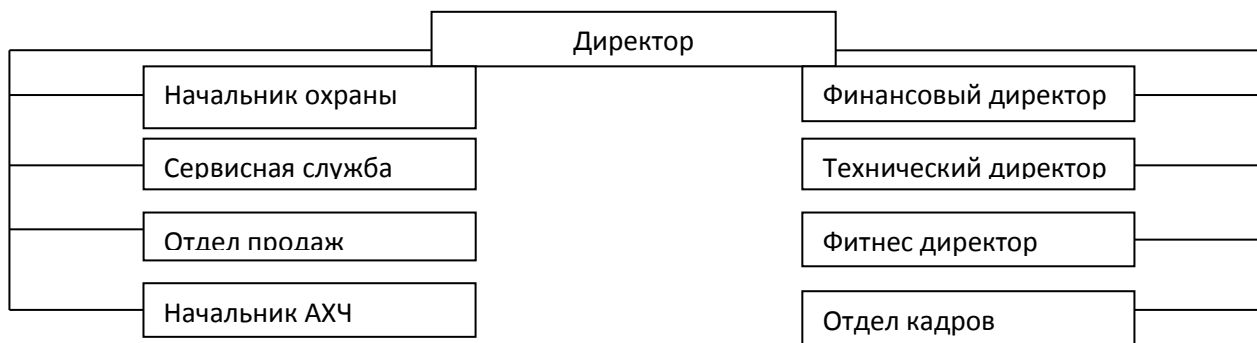 Директор
Начальник охраны
Финансовый директор
Сервисная служба
Технический директор
Отдел продаж
Фитнес директор
Начальник АХЧ
Отдел кадров